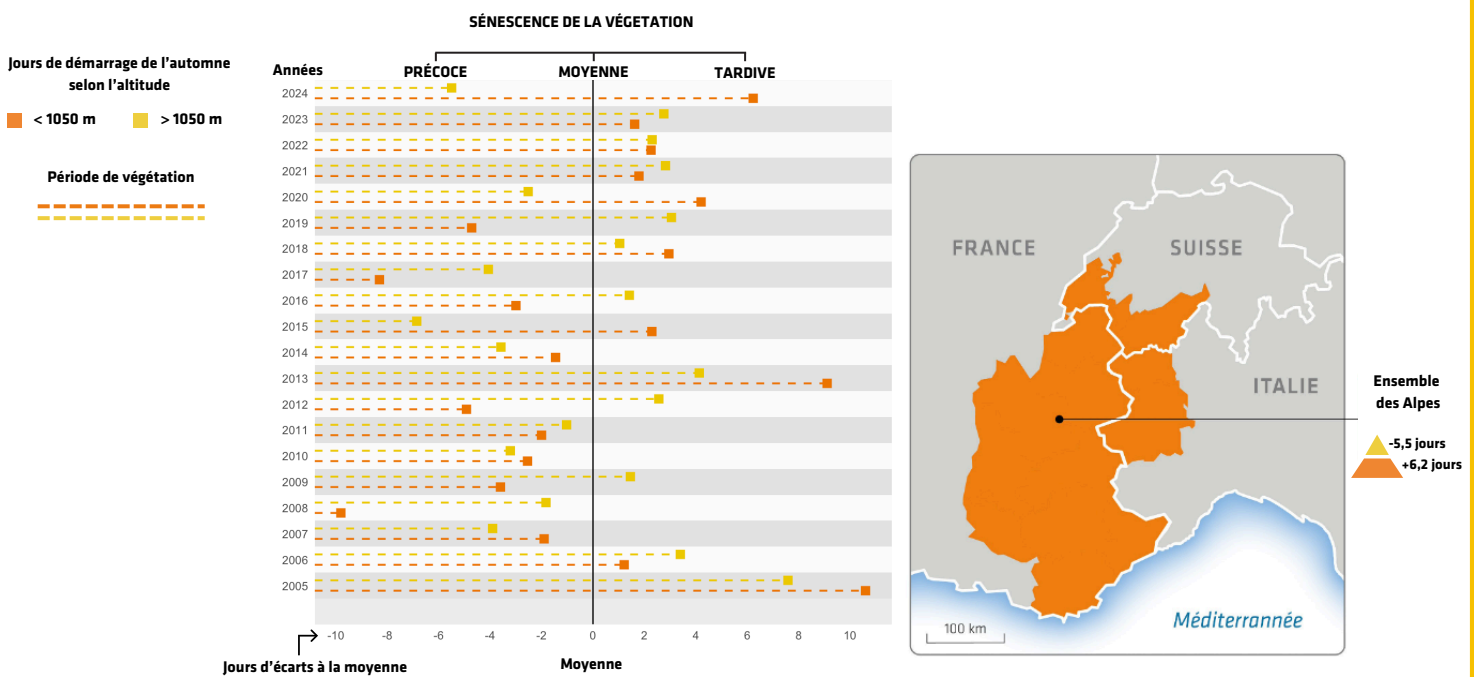 SÉNESCENCE DE LA VÉGETATION
Jours de démarrage de l'automne
selon l'altitude
< 1050 m > 1050 m
Période de végétation
Années PRÉCOCE MOYENNE TARDIVE
2024
2023
2022
2021
2020
2019
2018
2017
2016
2015
2014
2013
2012
2011
2010
2009
2008
2007
2006
2005
-10 -8 -6 -4 -2 0 2 4 6 8 10
Jours d'écarts à la moyenne
Moyenne
FRANCE SUISSE
ITALIE
Méditerrannée
100 km
Ensemble
des Alpes
-5,5 jours
+6,2 jours